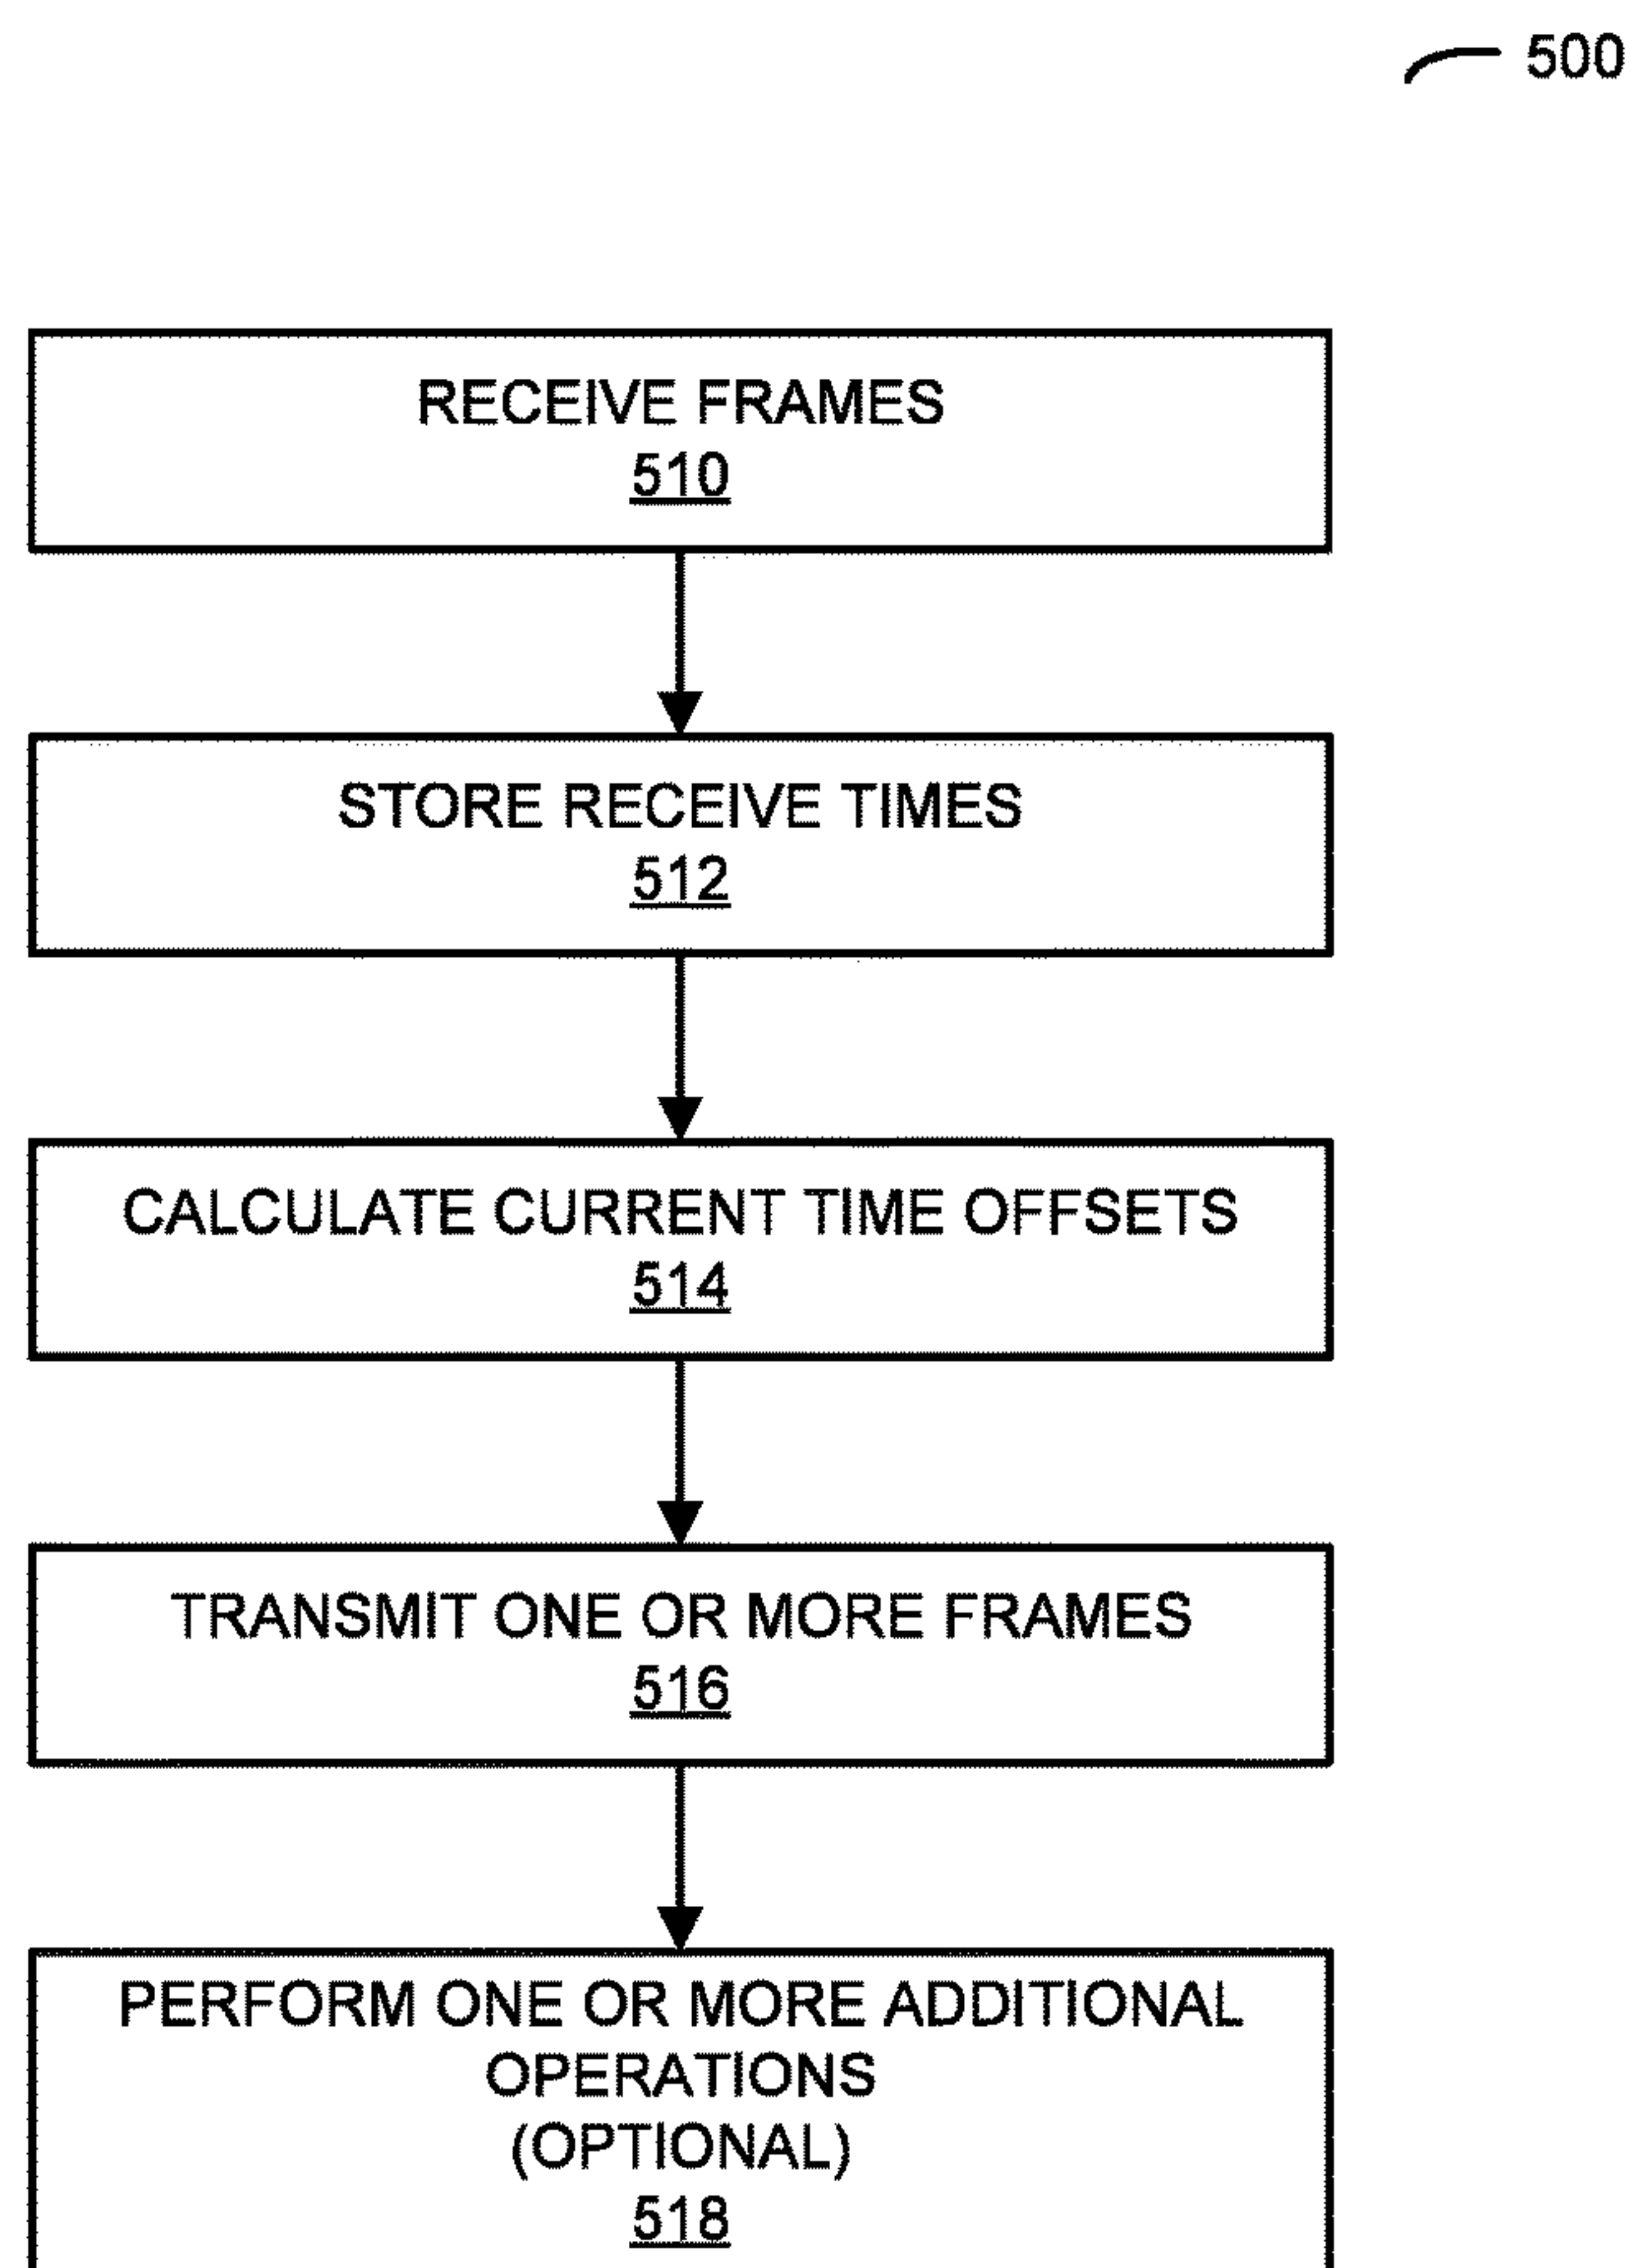 500
RECEIVE FRAMES
510
STORE RECEIVE TIMES
512
CALCULATE CURRENT TIME OFFSETS
514
TRANSMIT ONE OR MORE FRAMES
516
PERFORM ONE OR MORE ADDITIONAL
OPERATIONS
(OPTIONAL)
518